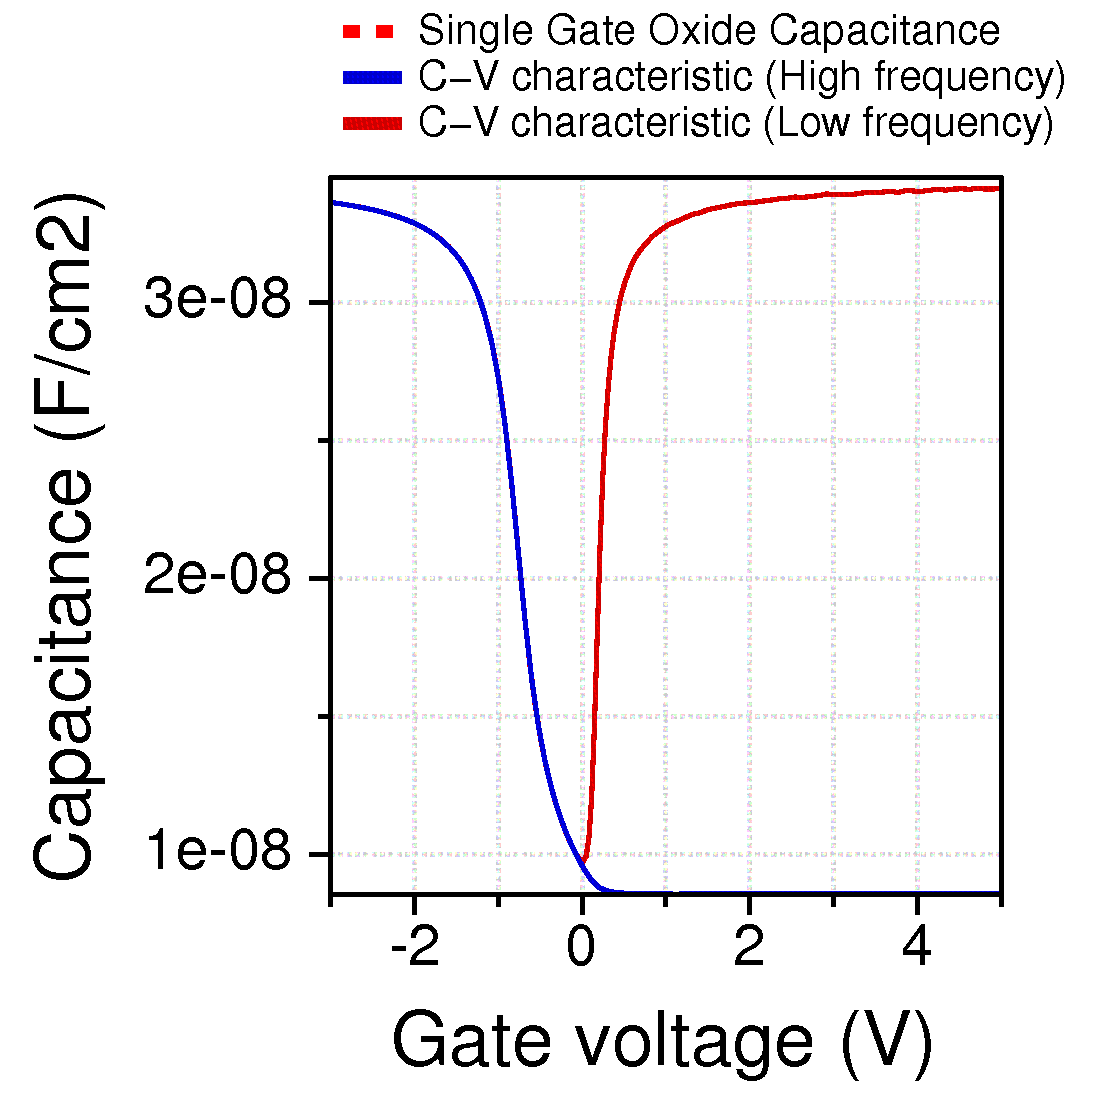 Single Gate Oxide Capacitance
C−V characteristic (High frequency)
C−V characteristic (Low frequency)
Capacitance (F/cm2)
3e-08
2e-08
1e-08
-2 0 2 4
Gate voltage (V)